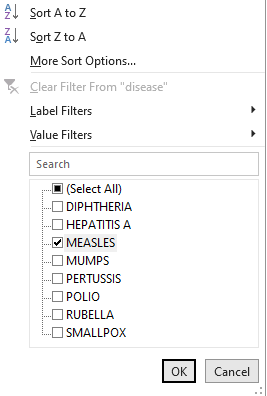 Sort A to Z
Sort Z to A
More Sort Options...
Clear Filter From "disease"
Label Filters
Value Filters
Search
(Select All)
DIPHTHERIA
HEPATITIS A
MEASLES
MUMPS
PERTUSSIS
POLIO
RUBELLA
SMALLPOX
OK Cancel